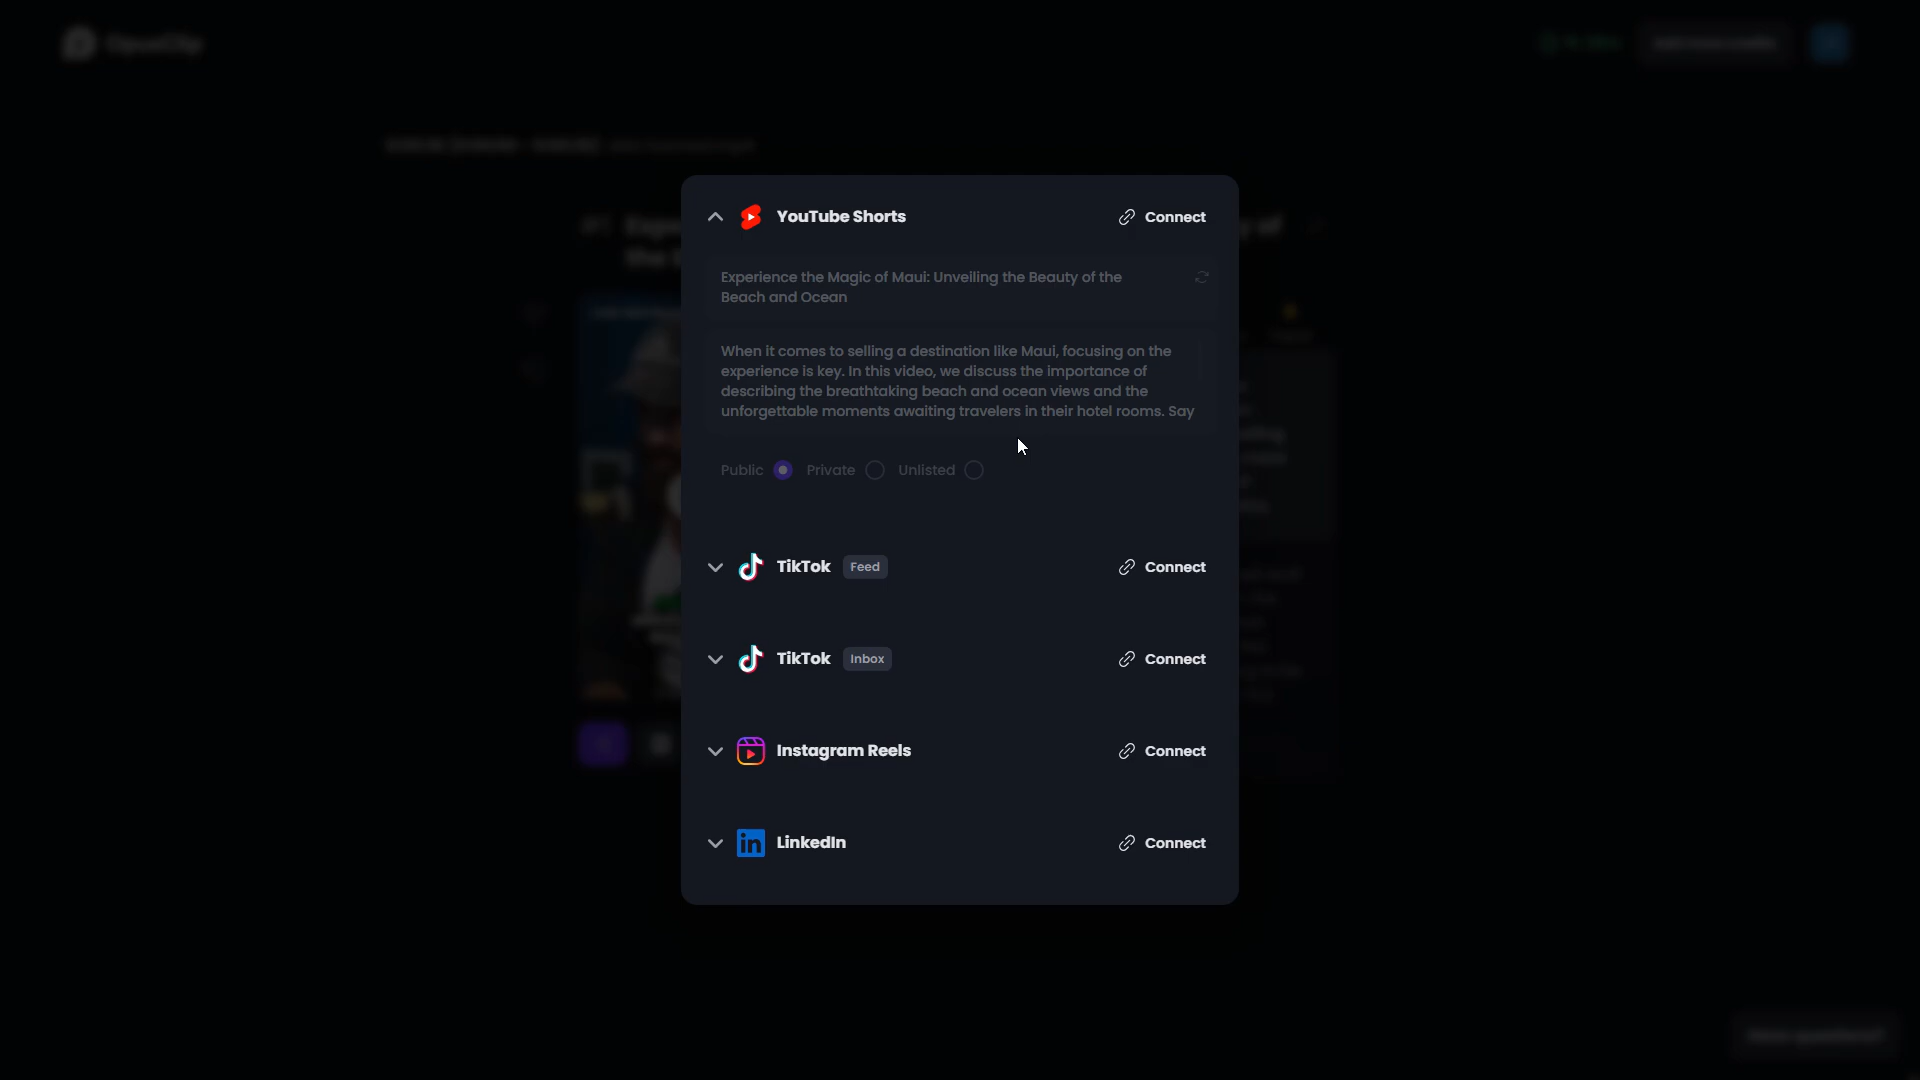 OpusClip
YouTube Shorts
Connect
Experience the Magic of Maui: Unveiling the Beauty of the
Beach and Ocean
When it comes to selling a destination like Maui, focusing on the
experience is key. In this video, we discuss the importance of
describing the breathtaking beach and ocean views and the
unforgettable moments awaiting travelers in their hotel rooms. Say
Public Private Unlisted
TikTok Feed
Connect
TikTok Inbox
Connect
Instagram Reels
Connect
LinkedIn
Connect